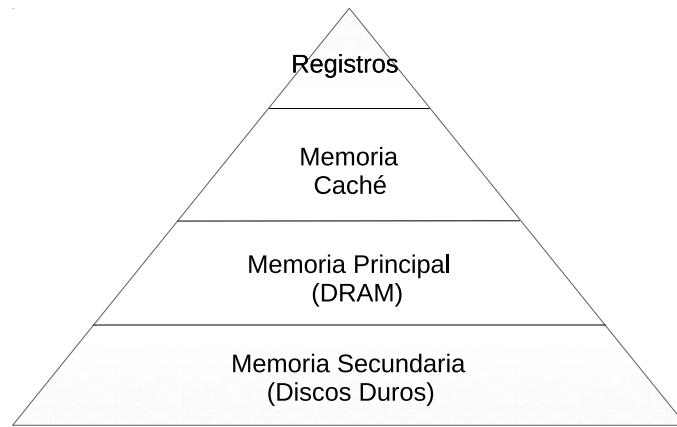 Registros
Memoria
Caché
Memoria Principal
(DRAM)
Memoria Secundaria
(Discos Duros)